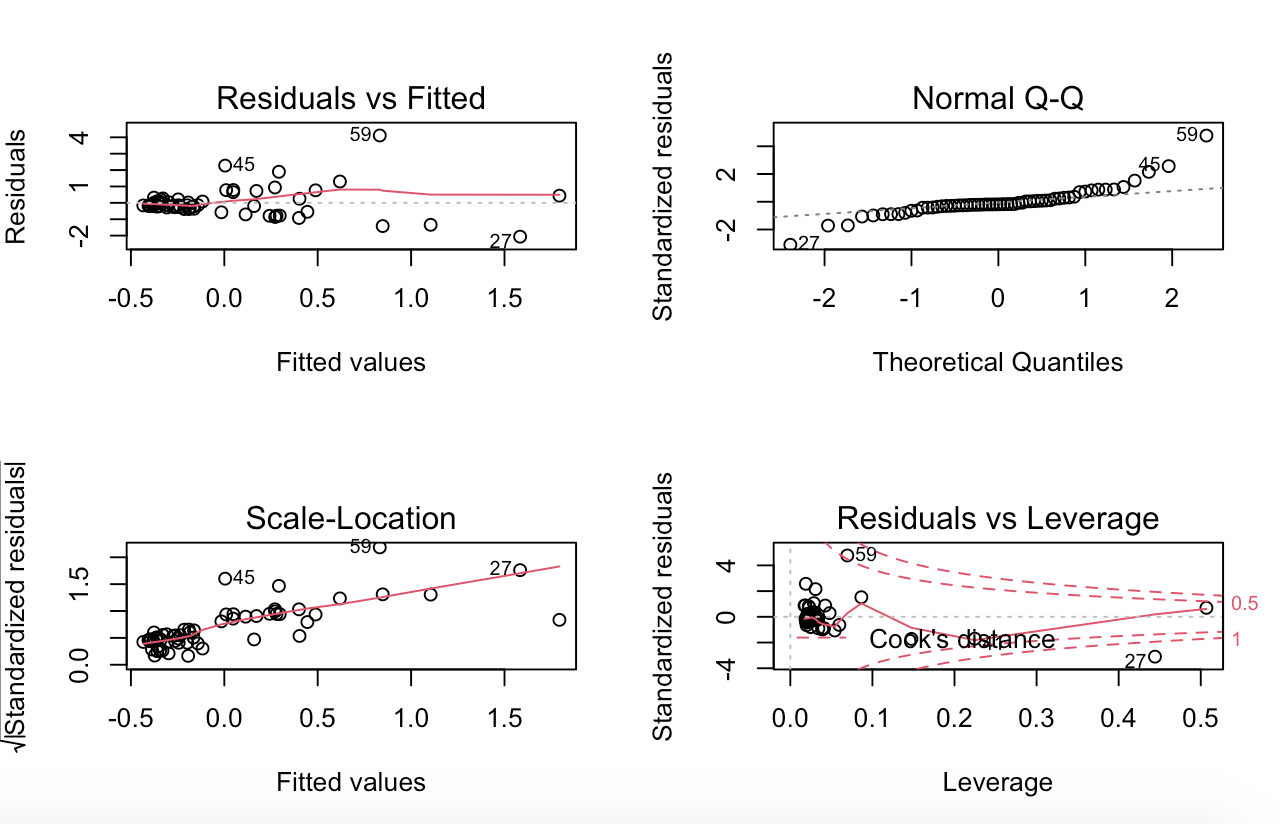 Residuals vs Fitted
Residuals
4
1
-2
59
45
27
-0.5 0.0 0.5 1.0 1.5
Fitted values
Normal Q-Q
Standardized residuals
2
-2
59
45
27
-2 -1 0 1 2
Theoretical Quantiles
Scale-Location
√|Standardized residuals|
1.5
0.0
59
45
27
-0.5 0.0 0.5 1.0 1.5
Fitted values
Residuals vs Leverage
Standardized residuals
4
0
-4
59
0.5
1
Cook's distance
27
0.0 0.1 0.2 0.3 0.4 0.5
Leverage